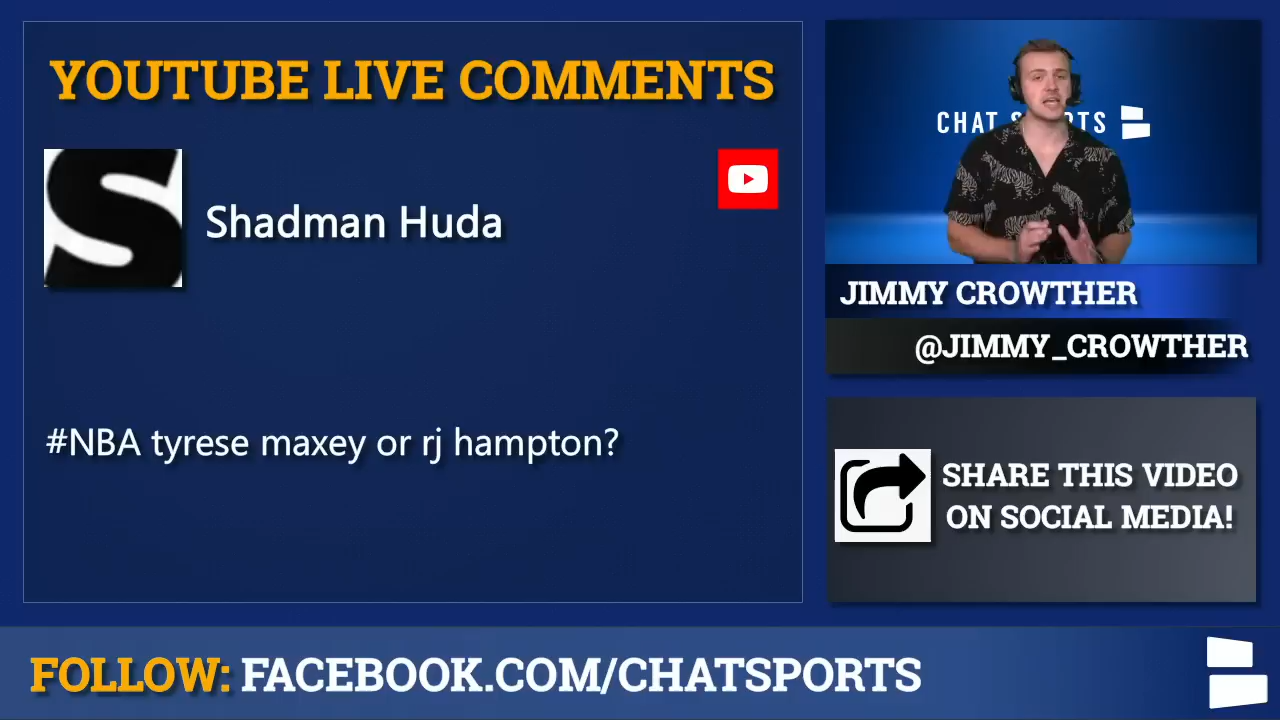 YOUTUBE LIVE COMMENTS
Shadman Huda
#NBA tyrese maxey or rj hampton?
JIMMY CROWTHER
@JIMMY_CROWTHER
SHARE THIS VIDEO
ON SOCIAL MEDIA!
FOLLOW: FACEBOOK.COM/CHATSPORTS